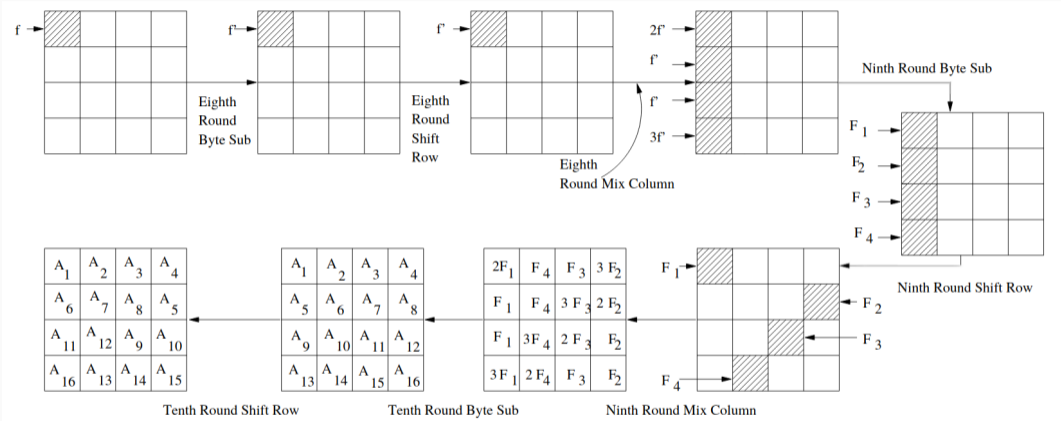 f
f'
f'
2f'
f'
f'
3f'
Eighth
Round
Byte Sub
Eighth
Round
Shift
Row
Eighth
Round Mix Column
Ninth Round Byte Sub
F 1
F2
F 3
F 4
Ninth Round Shift Row
A1 A2 A3 A4
A6 A7 A8 A5
A11 A12 A9 A10
A16 A13 A14 A15
A1 A2 A3 A4
A5 A6 A7 A8
A9 A10 A11 A12
A13 A14 A15 A16
2F1 F4 F3 3 F2
F1 F4 3 F3 2 F2
F1 3F4 2 F3 F2
3F1 2 F4 F3 F2
F1
F2
F3
F4
Tenth Round Shift Row
Tenth Round Byte Sub
Ninth Round Mix Column